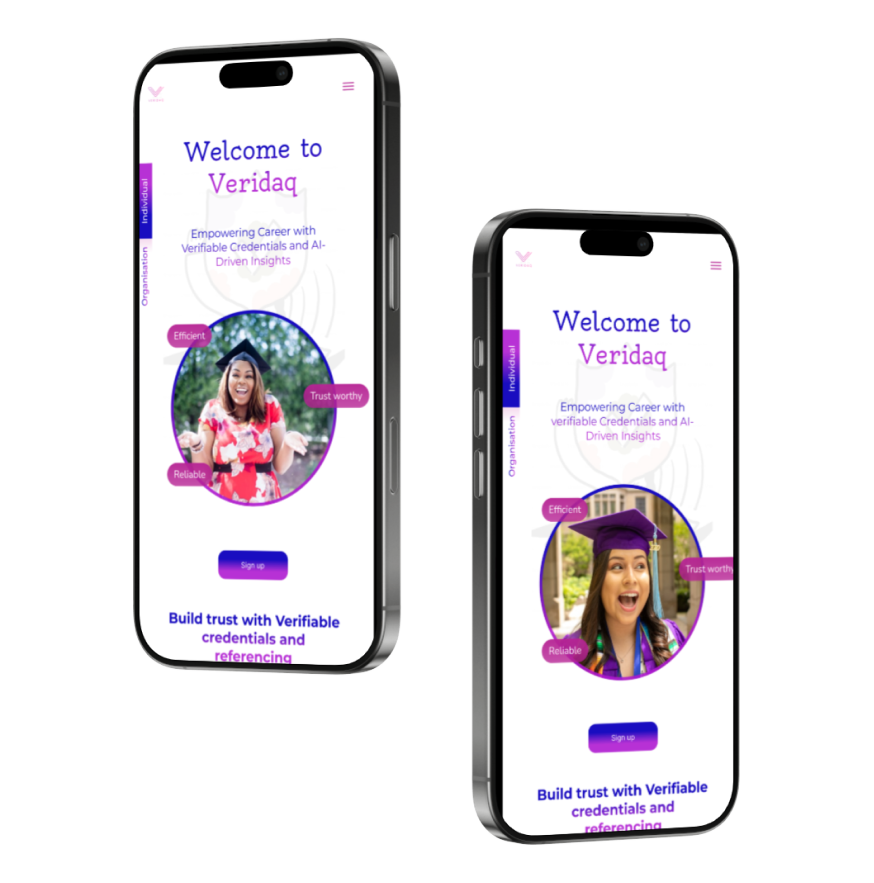 Welcome to
Veridaq
Individual
Organisation
Empowering Career with
Verifiable Credentials and AI-
Driven Insights
Efficient
Trust worthy
Reliable
Sign up
Build trust with Verifiable
credentials and
referencing
Welcome to
Veridaq
Individual
Organisation
Empowering Career with
verifiable Credentials and AI-
Driven Insights
Efficient
Trust worthy
Reliable
Sign up
Build trust with Verifiable
credentials and
referencing